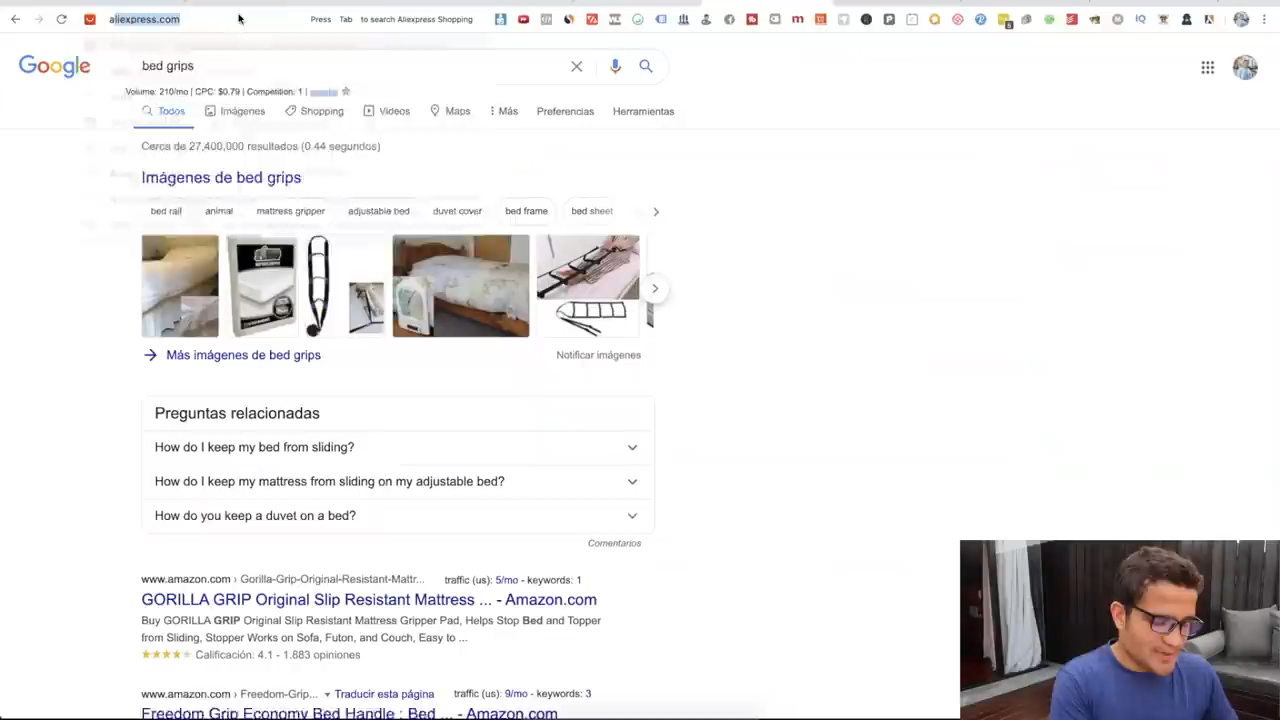 aliexpress.com
Press Tab to search Aliexpress Shopping
Google
bed grips
Volume: 210/mo | CPC: $0.79 | Competition: 1 |
Todos Imágenes Shopping Videos Maps Más Preferencias Herramientas
Cerca de 27,400,000 resultados (0.44 segundos)
Imágenes de bed grips
bed rail animal mattress gripper adjustable bed duvet cover bed frame bed sheet
Más imágenes de bed grips
Notificar imágenes
Preguntas relacionadas
How do I keep my bed from sliding?
How do I keep my mattress from sliding on my adjustable bed?
How do you keep a duvet on a bed?
Comentarios
www.amazon.com › Gorilla-Grip-Original-Resistant-Mattr... traffic (us): 5/mo - keywords: 1
GORILLA GRIP Original Slip Resistant Mattress ... - Amazon.com
Buy GORILLA GRIP Original Slip Resistant Mattress Gripper Pad, Helps Stop Bed and Topper
from Sliding, Stopper Works on Sofa, Futon, and Couch, Easy to ...
Calificación: 4.1 - 1.883 opiniones
www.amazon.com › Freedom-Grip... Traducir esta página traffic (us): 9/mo - keywords: 3
Freedom Grip Economy Bed Handle : Bed ... - Amazon.com